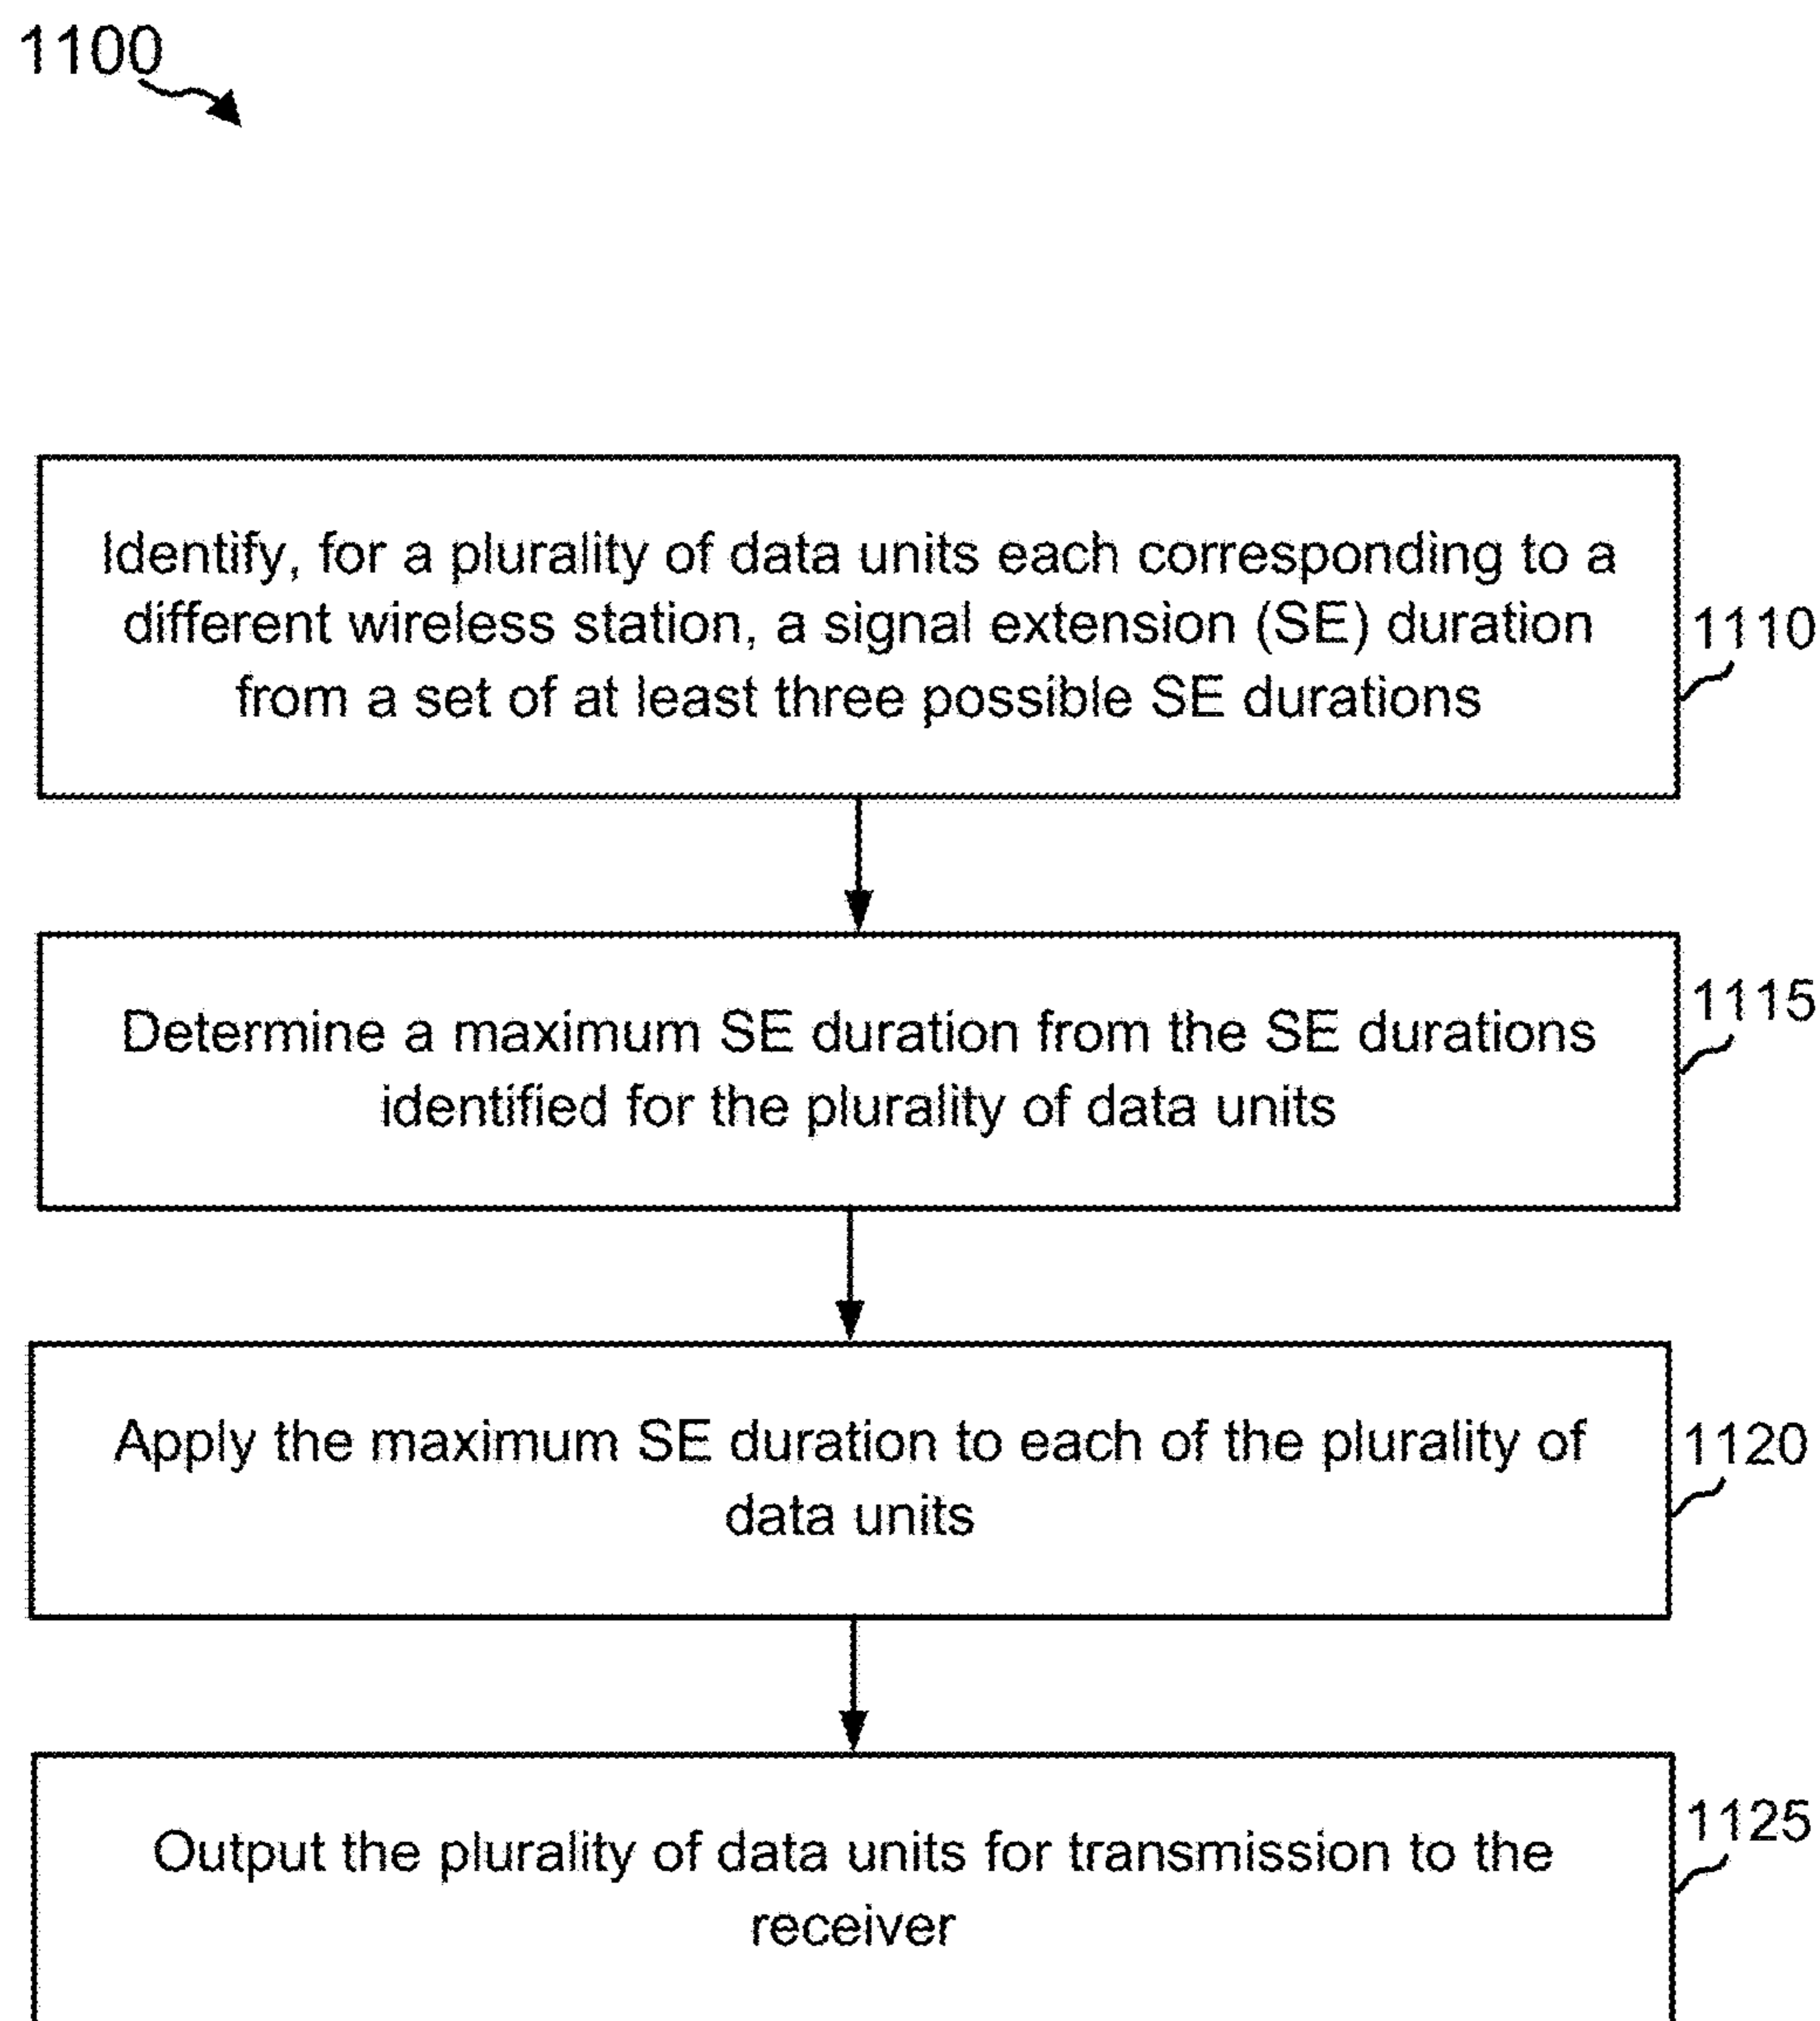 1100
Identify, for a plurality of data units each corresponding to a
different wireless station, a signal extension (SE) duration
from a set of at least three possible SE durations
1110
Determine a maximum SE duration from the SE durations
identified for the plurality of data units
1115
Apply the maximum SE duration to each of the plurality of
data units
1120
Output the plurality of data units for transmission to the
receiver
1125